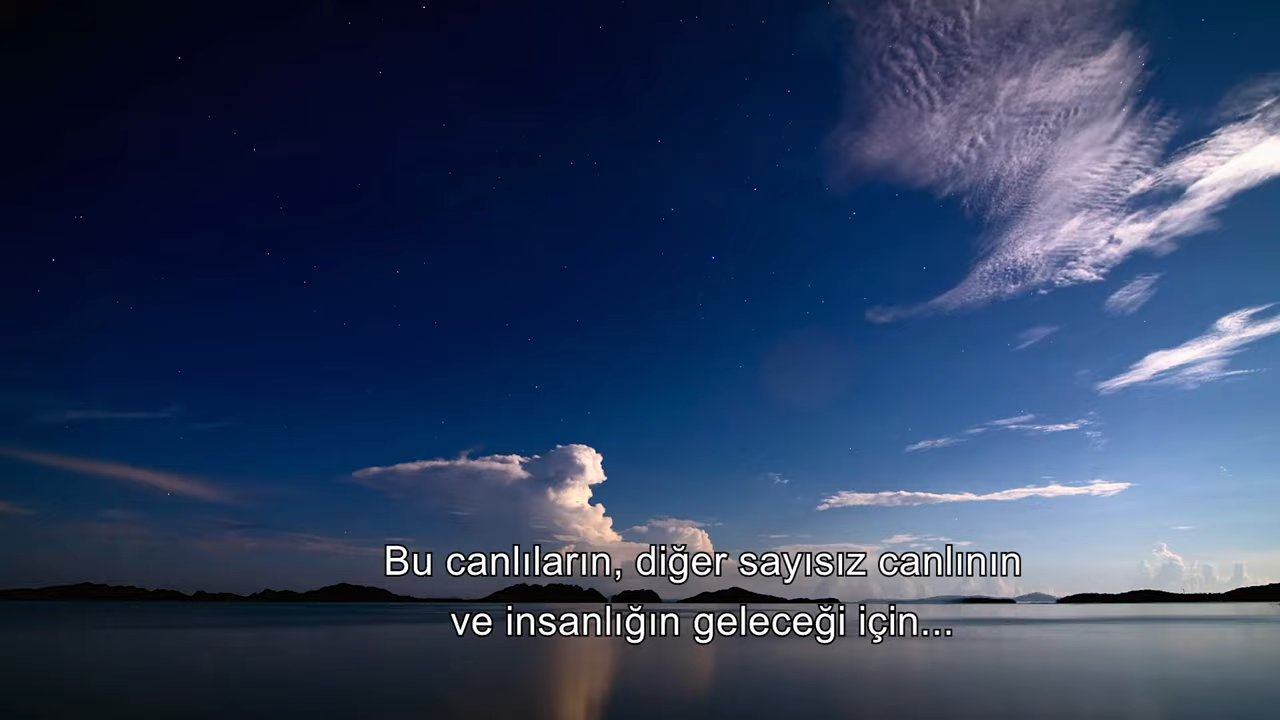 Bu canlıların, diğer sayısız canlının
ve insanlığın geleceği için...